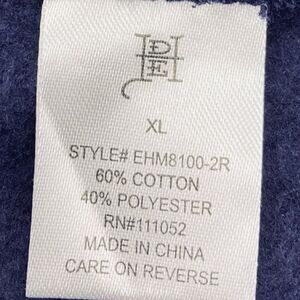 XL
STYLE# EHM8100-2R
60% COTTON
40% POLYESTER
RN#111052
MADE IN CHINA
CARE ON REVERSE